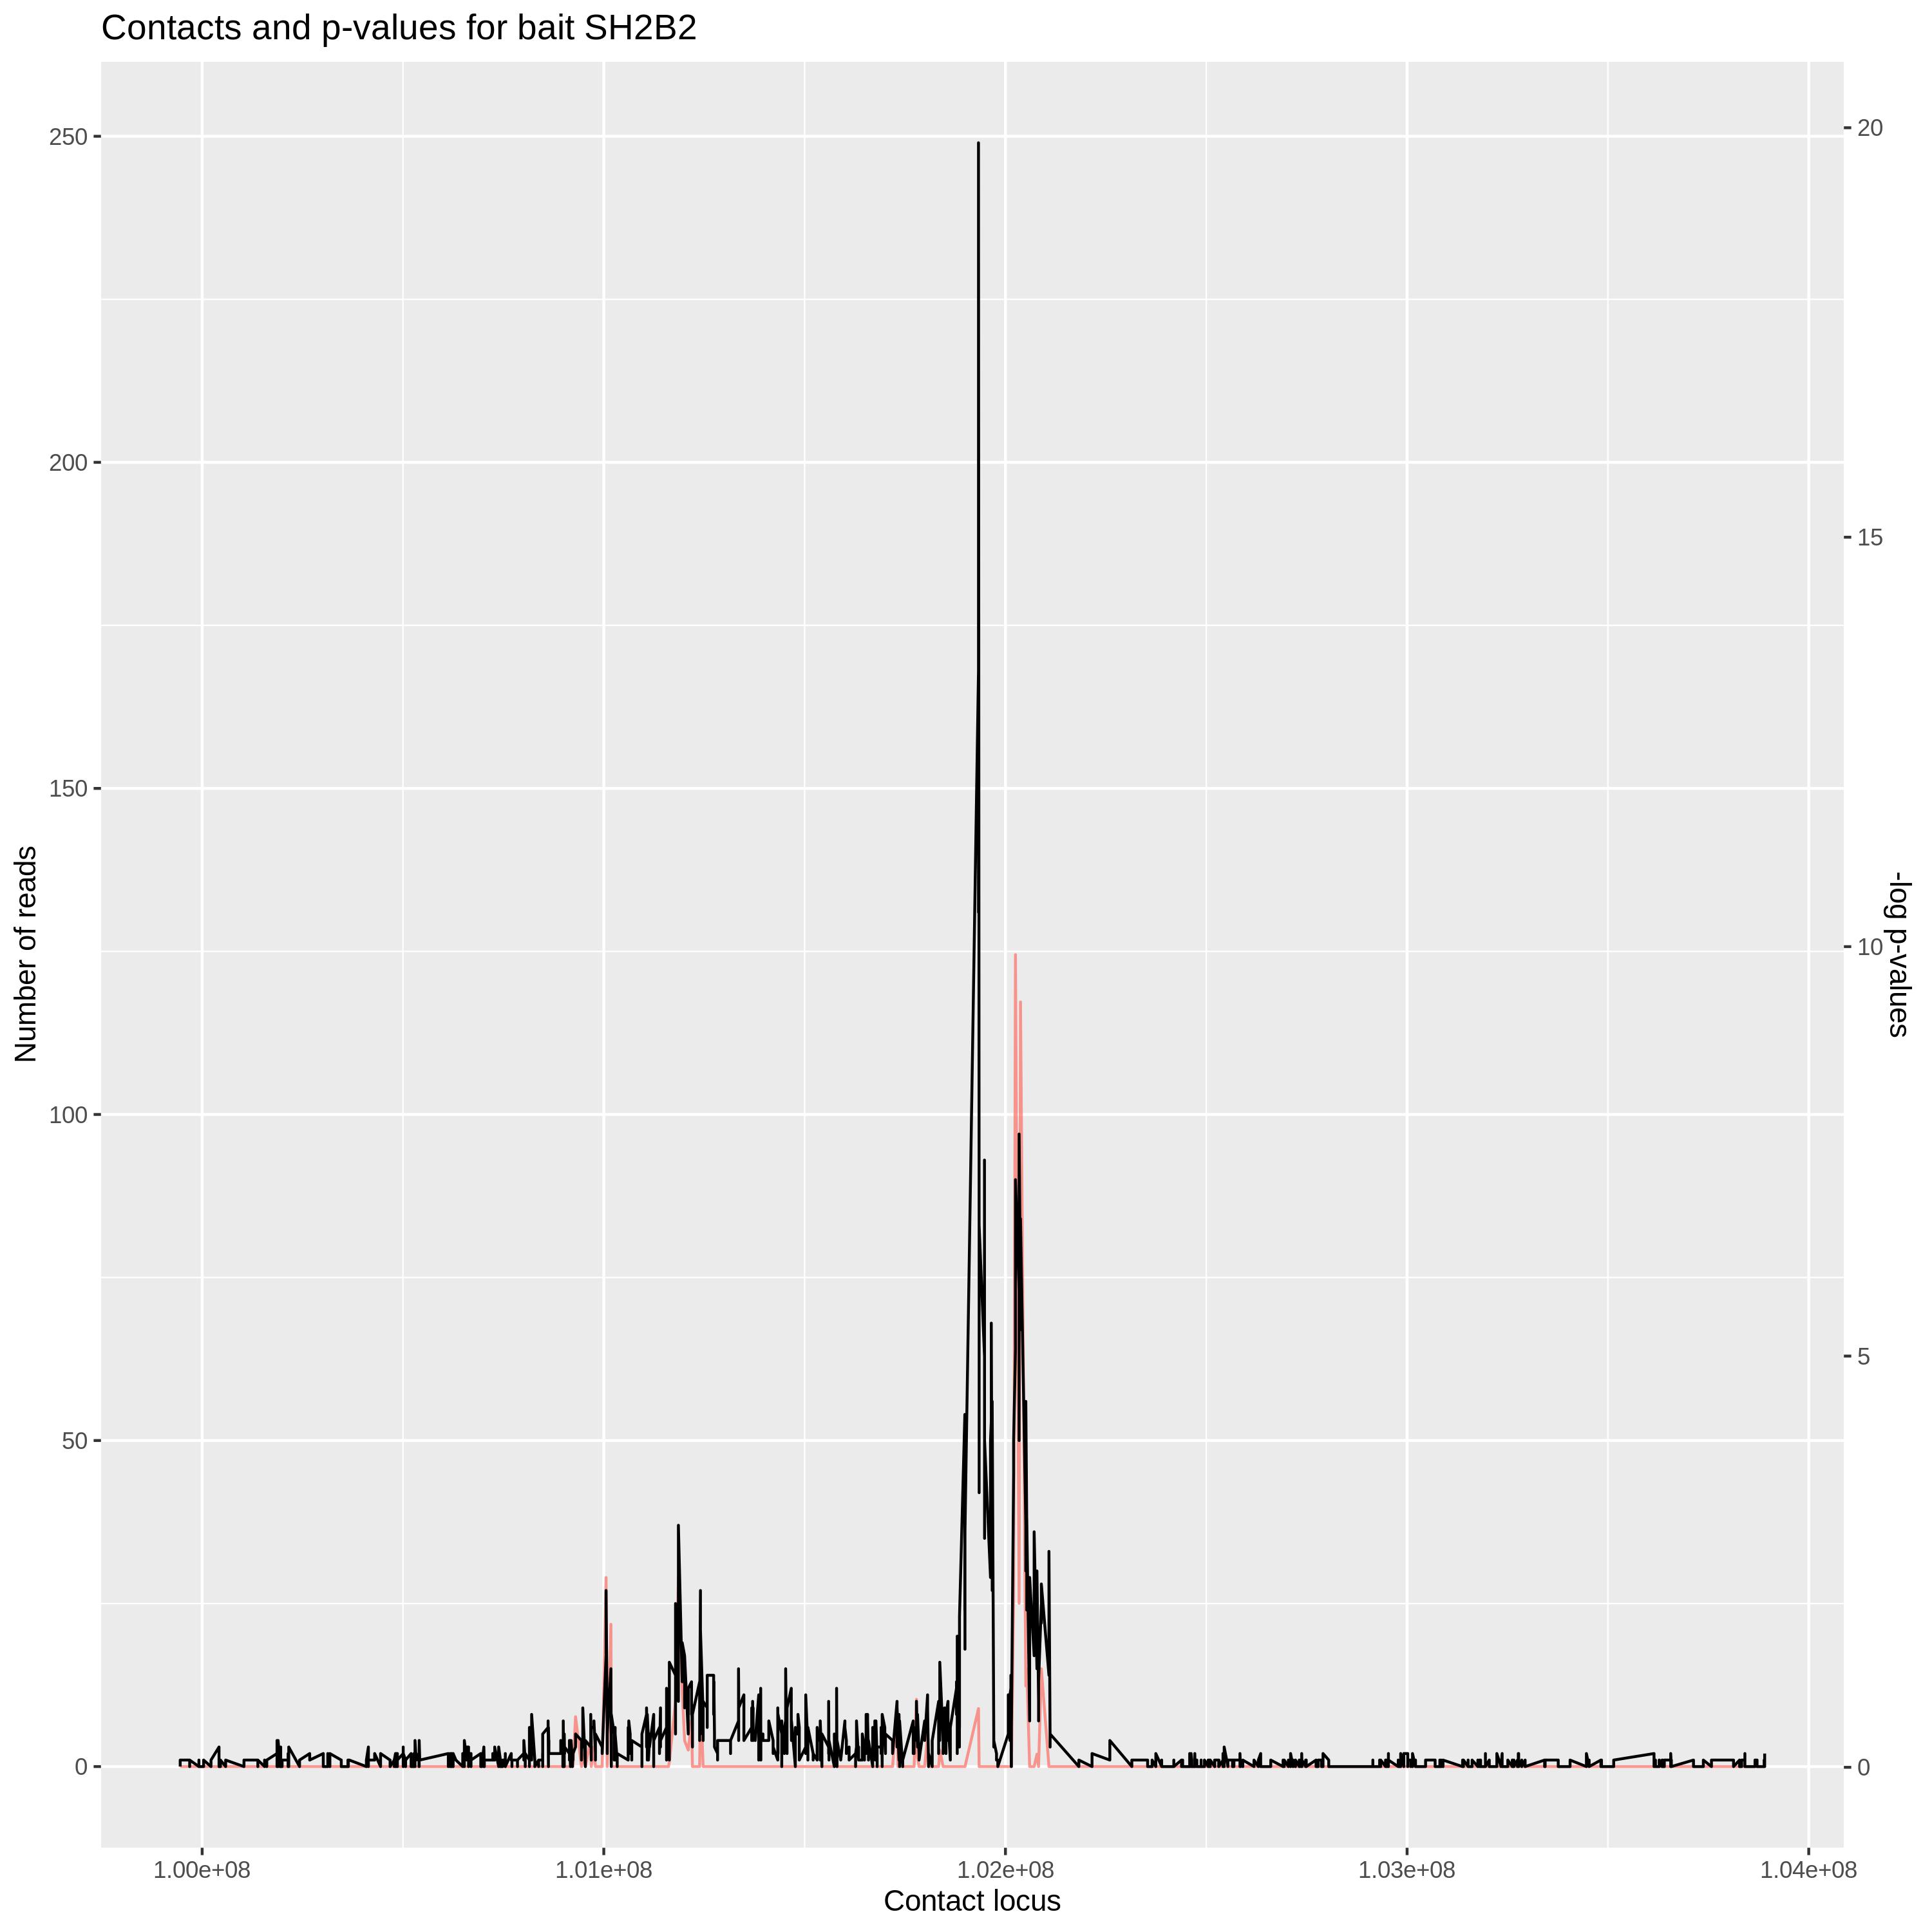 Contacts and p-values for bait SH2B2
250
200
150
100
50
0
Number of reads
20
15
10
5
0
-log p-values
1.00e+08 1.01e+08 1.02e+08 1.03e+08 1.04e+08
Contact locus